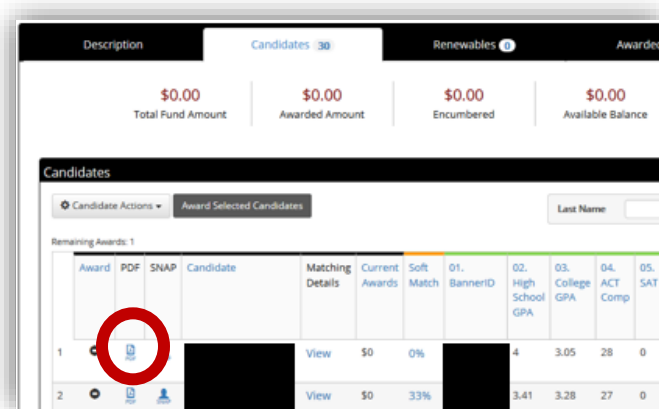 Description Candidates 30 Renewables 0 Awarded
$0.00 $0.00 $0.00 $0.00
Total Fund Amount Awarded Amount Encumbered Available Balance
Candidates
Candidate Actions Award Selected Candidates Last Name
Remaining Awards: 1
Award PDF SNAP Candidate Matching Current Soft 01. 02. 03. 04. 05.
Details Awards Match BannerID High College ACT SAT
School GPA Comp
GPA
1 PDF View $0 0% 4 3.05 28 0
2 PDF SNAP View $0 33% 3.41 3.28 27 0